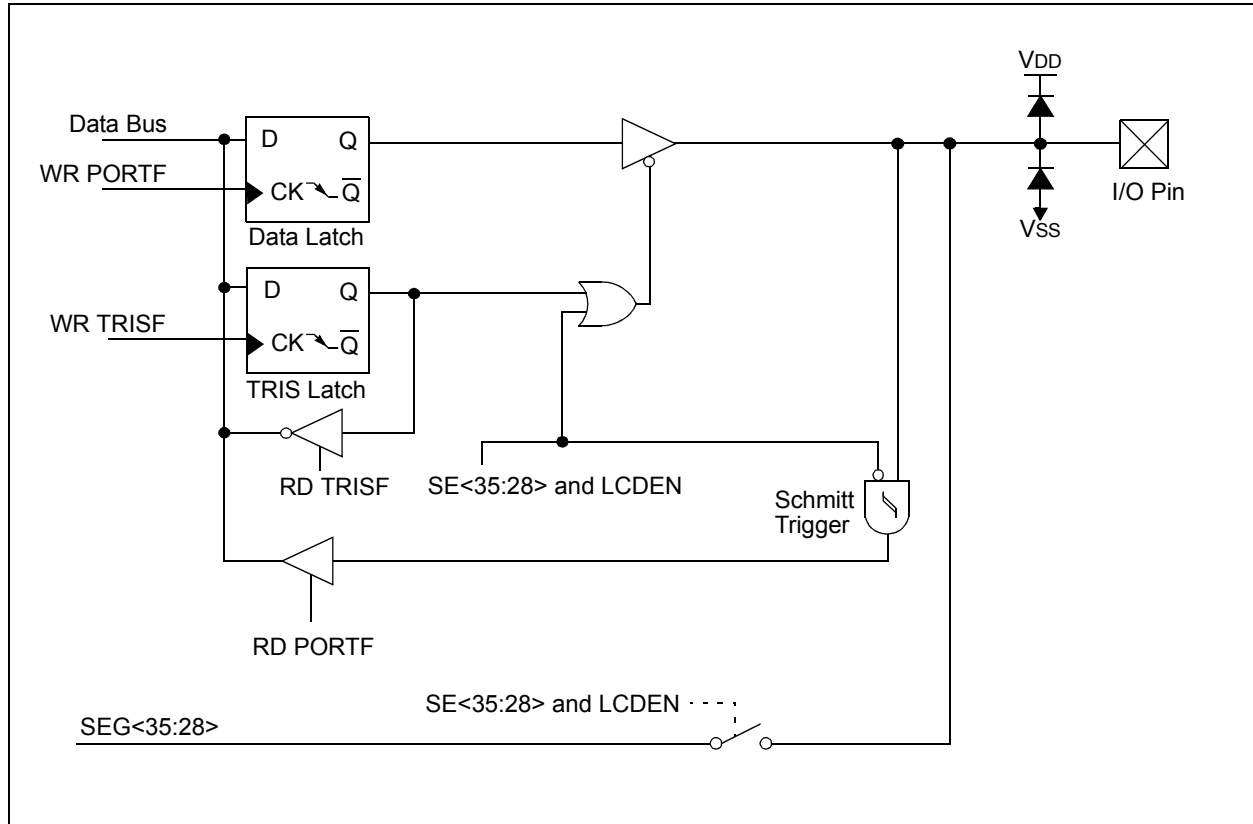 VDD
Data Bus
D
Q
WR PORTF
CK
Q̅
I/O Pin
VSS
Data Latch
D
Q
WR TRISF
CK
Q̅
TRIS Latch
RD TRISF
SE<35:28> and LCDEN
Schmitt
Trigger
RD PORTF
SE<35:28> and LCDEN
SEG<35:28>